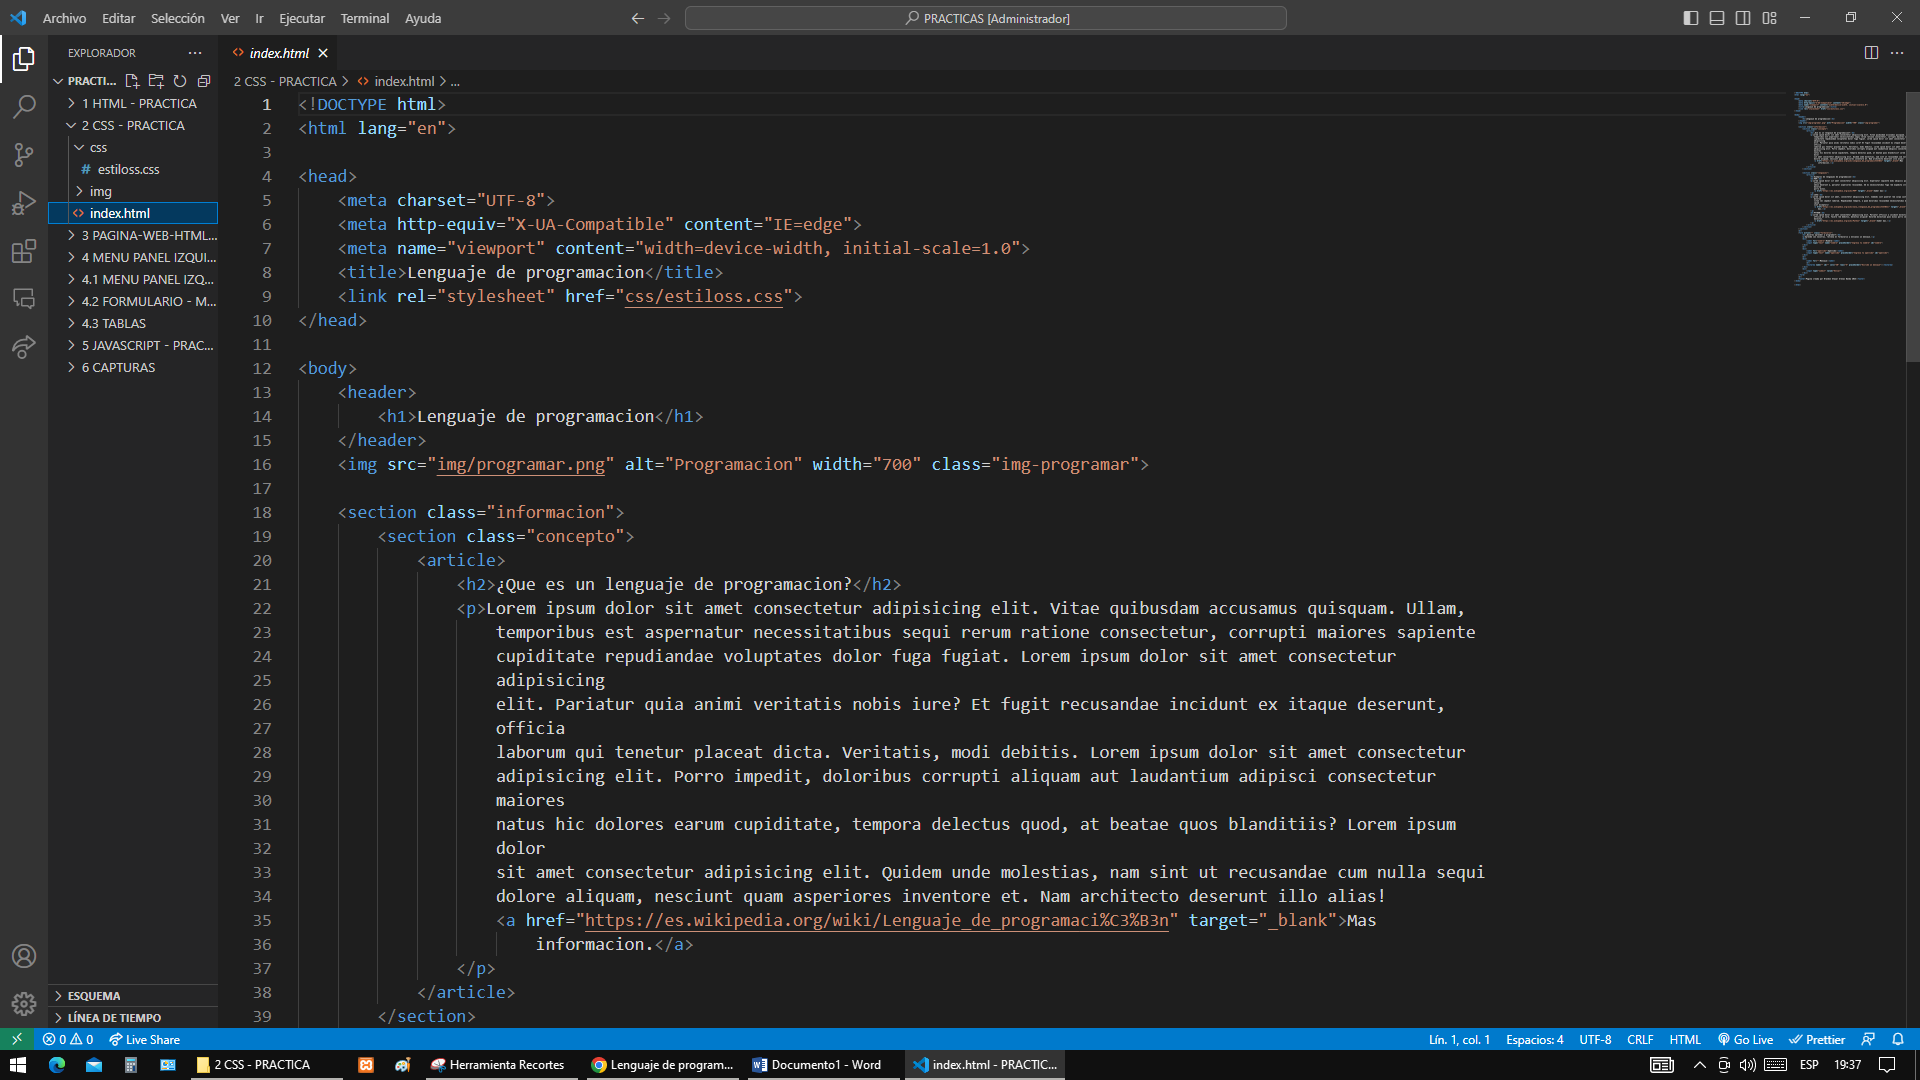 Archivo Editar Selección Ver Ir Ejecutar Terminal Ayuda
PRACTICAS [Administrador]
EXPLORADOR ...
PRACTI...
1 HTML - PRACTICA
2 CSS - PRACTICA
css
# estiloss.css
img
<> index.html
3 PAGINA-WEB-HTML...
4 MENU PANEL IZQUI...
4.1 MENU PANEL IZQ...
4.2 FORMULARIO - M...
4.3 TABLAS
5 JAVASCRIPT - PRAC...
6 CAPTURAS
ESQUEMA
LÍNEA DE TIEMPO
<> index.html
2 CSS - PRACTICA > <> index.html > ...
1 <!DOCTYPE html>
2 <html lang="en">
3
4 <head>
5 <meta charset="UTF-8">
6 <meta http-equiv="X-UA-Compatible" content="IE=edge">
7 <meta name="viewport" content="width=device-width, initial-scale=1.0">
8 <title>Lenguaje de programacion</title>
9 <link rel="stylesheet" href="css/estiloss.css">
10 </head>
11
12 <body>
13 <header>
14 <h1>Lenguaje de programacion</h1>
15 </header>
16 <img src="img/programar.png" alt="Programacion" width="700" class="img-programar">
17
18 <section class="informacion">
19 <section class="concepto">
20 <article>
21 <h2>¿Que es un lenguaje de programacion?</h2>
22 <p>Lorem ipsum dolor sit amet consectetur adipisicing elit. Vitae quibusdam accusamus quisquam. Ullam,
23 temporibus est aspernatur necessitatibus sequi rerum ratione consectetur, corrupti maiores sapiente
24 cupiditate repudiandae voluptates dolor fuga fugiat. Lorem ipsum dolor sit amet consectetur
25 adipisicing
26 elit. Pariatur quia animi veritatis nobis iure? Et fugit recusandae incidunt ex itaque deserunt,
27 officia
28 laborum qui tenetur placeat dicta. Veritatis, modi debitis. Lorem ipsum dolor sit amet consectetur
29 adipisicing elit. Porro impedit, doloribus corrupti aliquam aut laudantium adipisci consectetur
30 maiores
31 natus hic dolores earum cupiditate, tempora delectus quod, at beatae quos blanditiis? Lorem ipsum
32 dolor
33 sit amet consectetur adipisicing elit. Quidem unde molestias, nam sint ut recusandae cum nulla sequi
34 dolore aliquam, nesciunt quam asperiores inventore et. Nam architecto deserunt illo alias!
35 <a href="https://es.wikipedia.org/wiki/Lenguaje_de_programaci%C3%B3n" target="_blank">Mas
36 informacion.</a>
37 </p>
38 </article>
39 </section>
0 0 Live Share
Lín. 1, col. 1 Espacios: 4 UTF-8 CRLF HTML Go Live Prettier
2 CSS - PRACTICA
Herramienta Recortes
Lenguaje de program...
Documento1 - Word
index.html - PRACTIC...
ESP 19:37